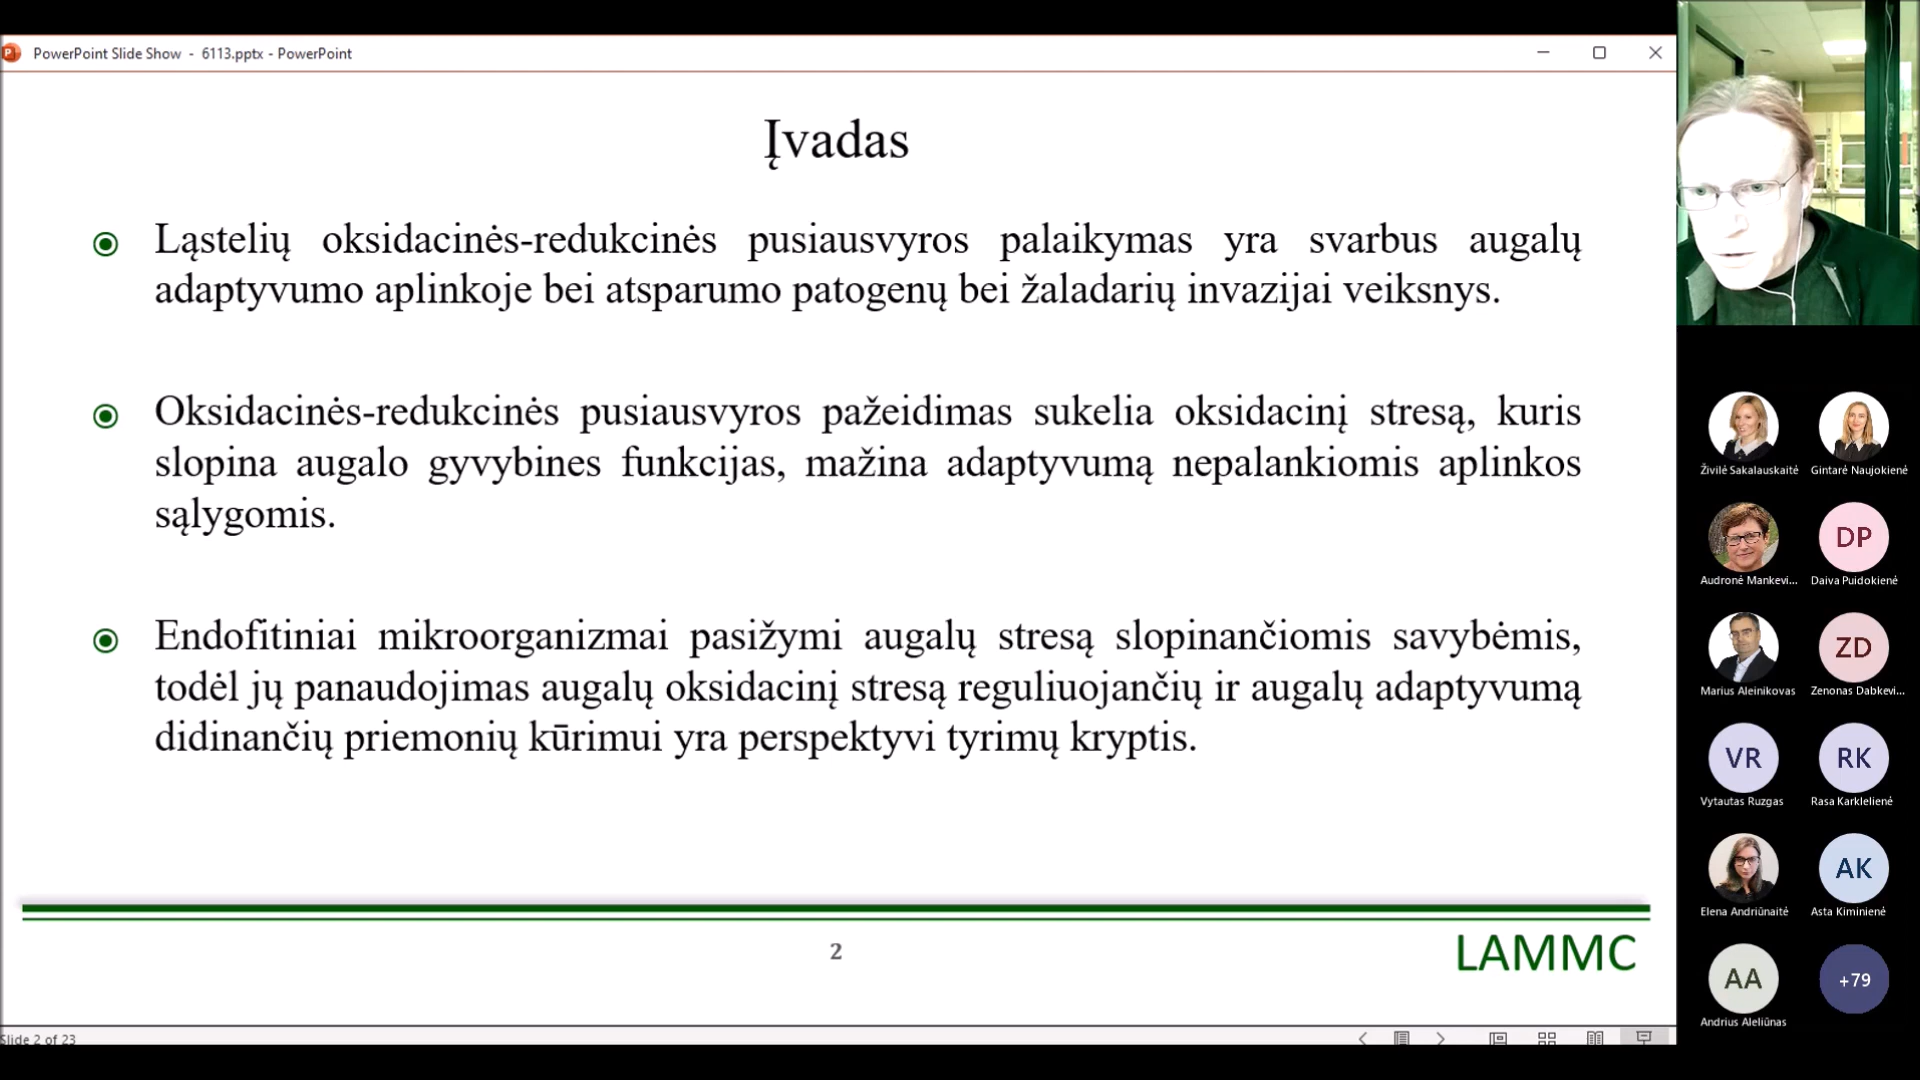 PowerPoint Slide Show - 6113.pptx - PowerPoint
Įvadas
Ląstelių oksidacinės-redukcinės pusiausvyros palaikymas yra svarbus augalų
adaptyvumo aplinkoje bei atsparumo patogenų bei žaladarių invazijai veiksnys.
Oksidacinės-redukcinės pusiausvyros pažeidimas sukelia oksidacinį stresą, kuris
slopina augalo gyvybines funkcijas, mažina adaptyvumą nepalankiomis aplinkos
sąlygomis.
Endofitiniai mikroorganizmai pasižymi augalų stresą slopinančiomis savybėmis,
todėl jų panaudojimas augalų oksidacinį stresą reguliuojančių ir augalų adaptyvumą
didinančių priemonių kūrimui yra perspektyvi tyrimų kryptis.
2
LAMMC
Slide 2 of 23
Živilė Sakalauskaitė
Gintarė Naujokienė
Audronė Mankevi...
DP
Daiva Puidokienė
Marius Aleinikovas
ZD
Zenonas Dabkevi...
VR
Vytautas Ruzgas
RK
Rasa Karklelienė
Elena Andriūnaitė
AK
Asta Kiminienė
AA
Andrius Aleliūnas
+79